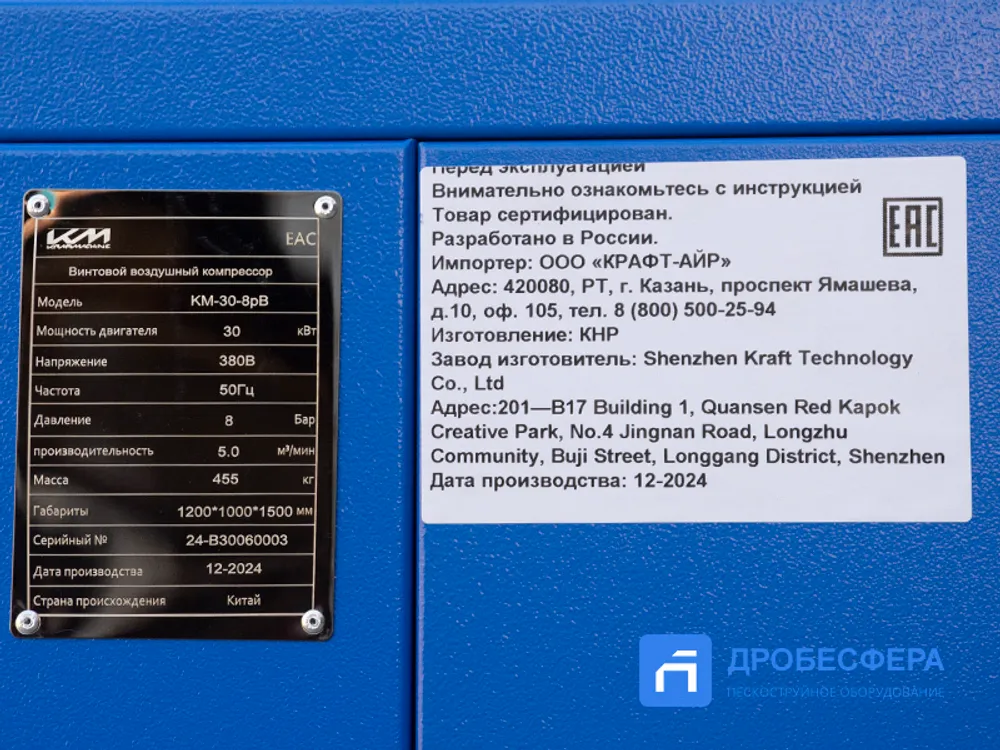 KM
KRAFTMACHINE
EAC
Винтовой воздушный компрессор
Модель KM-30-8рВ
Мощность двигателя 30 кВт
Напряжение 380В
Частота 50Гц
Давление 8 Бар
производительность 5.0 м³/мин
Масса 455 кг
Габариты 1200*1000*1500 мм
Серийный № 24-B30060003
Дата производства 12-2024
Страна происхождения Китай
Перед эксплуатацией
Внимательно ознакомьтесь с инструкцией
Товар сертифицирован.
Разработано в России.
Импортер: ООО «КРАФТ-АЙР»
Адрес: 420080, РТ, г. Казань, проспект Ямашева,
д.10, оф. 105, тел. 8 (800) 500-25-94
Изготовление: КНР
Завод изготовитель: Shenzhen Kraft Technology
Co., Ltd
Адрес:201—B17 Building 1, Quansen Red Kapok
Creative Park, No.4 Jingnan Road, Longzhu
Community, Buji Street, Longgang District, Shenzhen
Дата производства: 12-2024
EAC
ДРОБЕСФЕРА
ПЕСКОСТРУЙНОЕ ОБОРУДОВАНИЕ